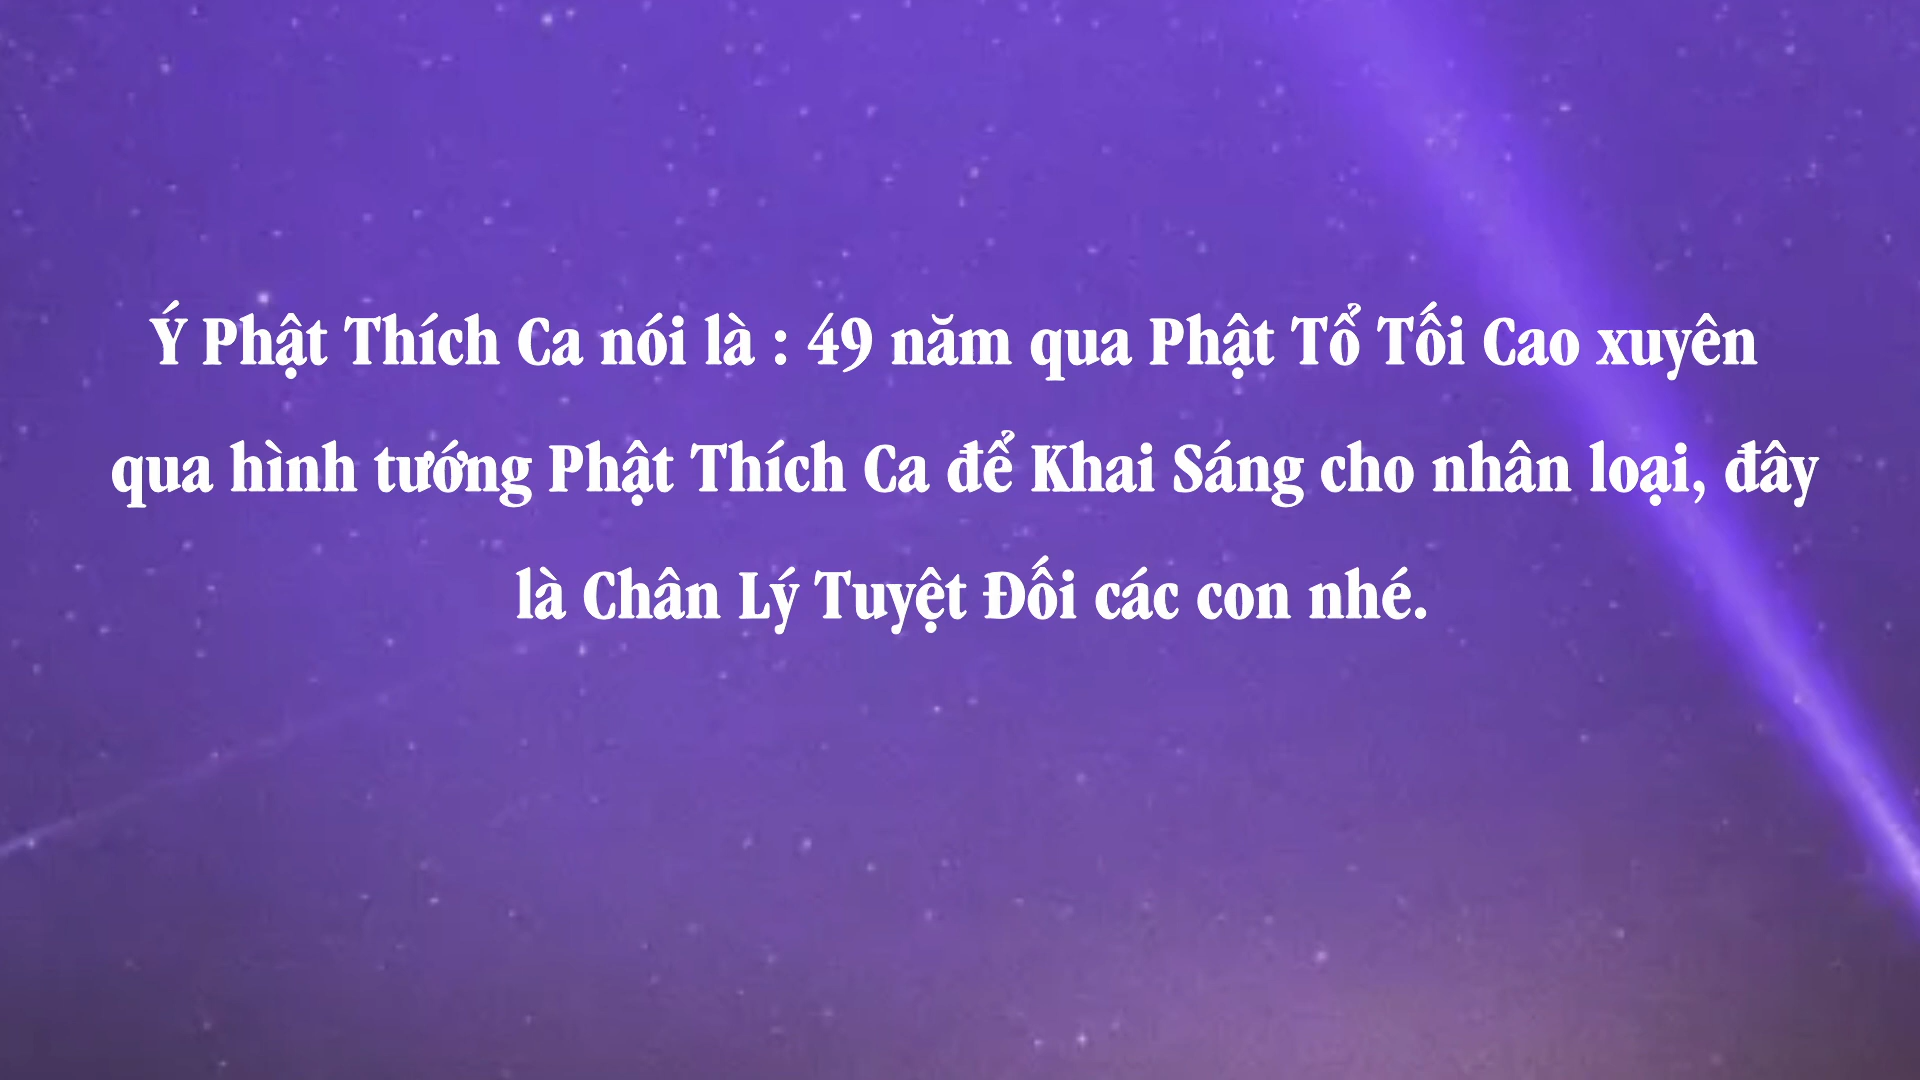 Ý Phật Thích Ca nói là : 49 năm qua Phật Tổ Tối Cao xuyên
qua hình tướng Phật Thích Ca để Khai Sáng cho nhân loại, đây
là Chân Lý Tuyệt Đối các con nhé.